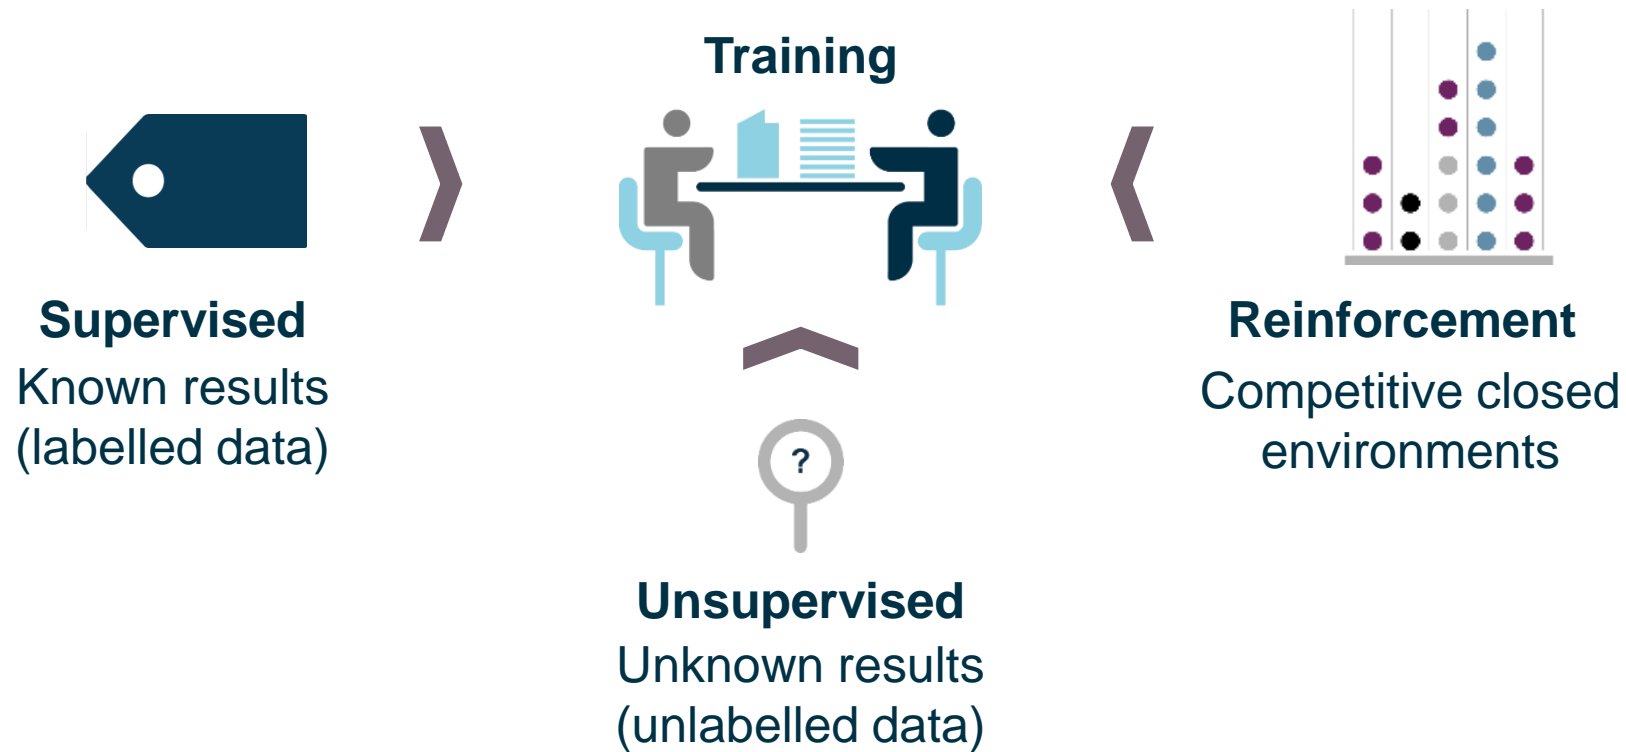 Training
Supervised
Known results
(labelled data)
Reinforcement
Competitive closed
environments
?
Unsupervised
Unknown results
(unlabelled data)